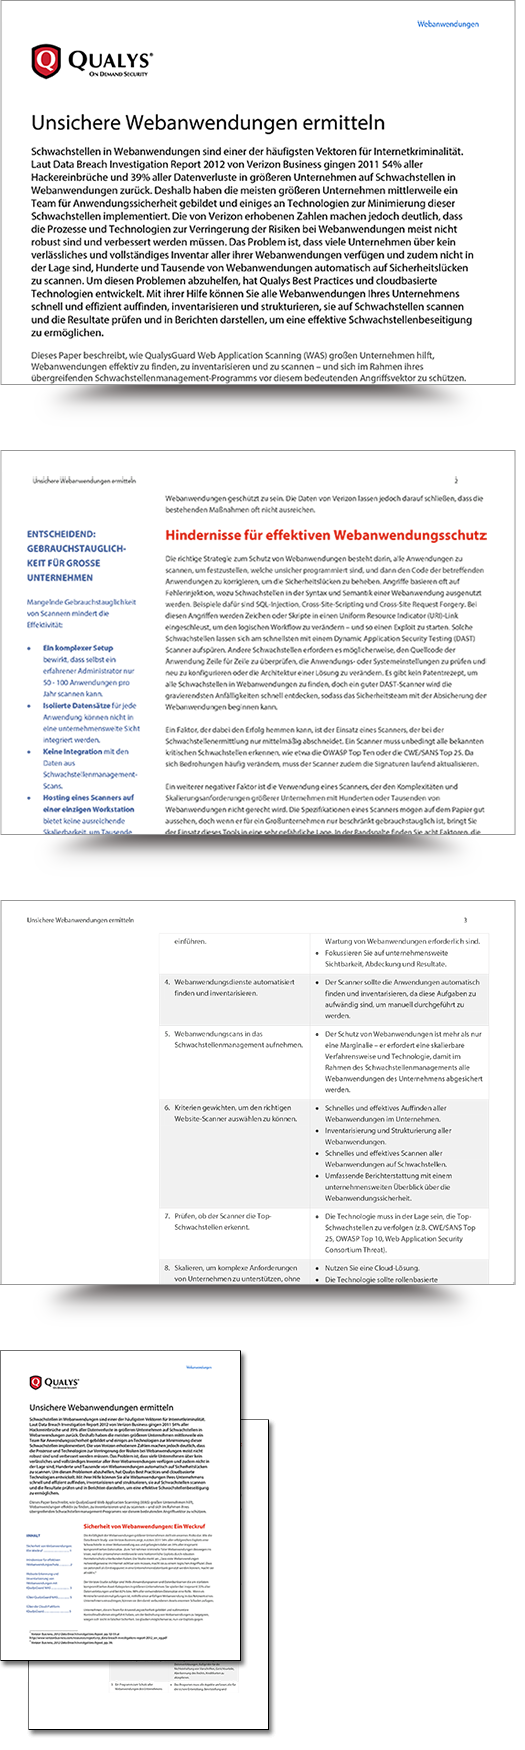 Webanwendungen
QUALYS®
ON DEMAND SECURITY
Unsichere Webanwendungen ermitteln
Schwachstellen in Webanwendungen sind einer der häufigsten Vektoren für Internetkriminalität.
Laut Data Breach Investigation Report 2012 von Verizon Business gingen 2011 54% aller
Hackereinbrüche und 39% aller Datenverluste in größeren Unternehmen auf Schwachstellen in
Webanwendungen zurück. Deshalb haben die meisten größeren Unternehmen mittlerweile ein
Team für Anwendungssicherheit gebildet und einiges an Technologien zur Minimierung dieser
Schwachstellen implementiert. Die von Verizon erhobenen Zahlen machen jedoch deutlich, dass
die Prozesse und Technologien zur Verringerung der Risiken bei Webanwendungen meist nicht
robust sind und verbessert werden müssen. Das Problem ist, dass viele Unternehmen über kein
verlässliches und vollständiges Inventar aller ihrer Webanwendungen verfügen und zudem nicht in
der Lage sind, Hunderte und Tausende von Webanwendungen automatisch auf Sicherheitslücken
zu scannen. Um diesen Problemen abzuhelfen, hat Qualys Best Practices und cloudbasierte
Technologien entwickelt. Mit ihrer Hilfe können Sie alle Webanwendungen Ihres Unternehmens
schnell und effizient auffinden, inventarisieren und strukturieren, sie auf Schwachstellen scannen
und die Resultate prüfen und in Berichten darstellen, um eine effektive Schwachstellenbeseitigung
zu ermöglichen.
Dieses Paper beschreibt, wie QualysGuard Web Application Scanning (WAS) großen Unternehmen hilft,
Webanwendungen effektiv zu finden, zu inventarisieren und zu scannen – und sich im Rahmen ihres
übergreifenden Schwachstellenmanagement-Programms vor diesem bedeutenden Angriffsvektor zu schützen.
Unsichere Webanwendungen ermitteln
2
Webanwendungen geschützt zu sein. Die Daten von Verizon lassen jedoch darauf schließen, dass die
bestehenden Maßnahmen oft nicht ausreichen.
ENTSCHEIDEND:
GEBRAUCHSTAUGLICH-
KEIT FÜR GROSSE
UNTERNEHMEN
Mangelnde Gebrauchstauglichkeit
von Scannern mindert die
Effektivität:
• Ein komplexer Setup
bewirkt, dass selbst ein
erfahrener Administrator nur
50 - 100 Anwendungen pro
Jahr scannen kann.
• Isolierte Datensätze für jede
Anwendung können nicht in
eine unternehmensweite Sicht
integriert werden.
• Keine Integration mit den
Daten aus
Schwachstellenmanagement-
Scans.
• Hosting eines Scanners auf
einer einzigen Workstation
bietet keine ausreichende
Skalierbarkeit, um Tausende
Hindernisse für effektiven Webanwendungsschutz
Die richtige Strategie zum Schutz von Webanwendungen besteht darin, alle Anwendungen zu
scannen, um festzustellen, welche unsicher programmiert sind, und dann den Code der betreffenden
Anwendung zu korrigieren, um die Sicherheitslücken zu beheben. Angriffe basieren oft auf
Fehlerinjektion, wozu Schwachstellen in der Syntax und Semantik einer Webanwendung ausgenutzt
werden. Beispiele dafür sind SQL-Injection, Cross-Site-Scripting und Cross-Site Request Forgery. Bei
diesen Angriffen werden Zeichen oder Skripte in einen Uniform Resource Indicator (URI)-Link
eingeschleust, um den logischen Workflow zu verändern – und so einen Exploit zu starten. Solche
Schwachstellen lassen sich am schnellsten mit einem Dynamic Application Security Testing (DAST)
Scanner aufspüren. Andere Schwachstellen erfordern es möglicherweise, den Quellcode der
Anwendung Zeile für Zeile zu überprüfen, die Anwendungs- oder Systemeinstellungen zu prüfen und
neu zu konfigurieren oder die Architektur einer Lösung zu verändern. Es gibt kein Patentrezept, um
alle Schwachstellen in Webanwendungen zu finden, doch ein guter DAST-Scanner wird die
gravierendsten Anfälligkeiten schnell entdecken, sodass das Sicherheitsteam mit der Absicherung der
Webanwendungen beginnen kann.
Ein Faktor, der dabei den Erfolg hemmen kann, ist der Einsatz eines Scanners, der bei der
Schwachstellenermittlung nur mittelmäßig abschneidet. Ein Scanner muss unbedingt alle bekannten
kritischen Schwachstellen erkennen, wie etwa die OWASP Top Ten oder die CWE/SANS Top 25. Da
sich Bedrohungen häufig verändern, muss der Scanner zudem die Signaturen laufend aktualisieren.
Ein weiterer negativer Faktor ist die Verwendung eines Scanners, der den Komplexitäten und
Skalierungsanforderungen größerer Unternehmen mit Hunderten oder Tausenden von
Webanwendungen nicht gerecht wird. Die Spezifikationen eines Scanners mögen auf dem Papier gut
aussehen, doch wenn er für ein Großunternehmen nur beschränkt gebrauchstauglich ist, bringt Sie
der Einsatz dieses Tools in eine sehr gefährliche Lage. In der Randspalte finden Sie acht Faktoren, die
Unsichere Webanwendungen ermitteln
3
einführen.
Wartung von Webanwendungen erforderlich sind.
• Fokussieren Sie auf unternehmensweite
Sichtbarkeit, Abdeckung und Resultate.
4. Webanwendungsdienste automatisiert
finden und inventarisieren.
• Der Scanner sollte die Anwendungen automatisch
finden und inventarisieren, da diese Aufgaben zu
aufwändig sind, um manuell durchgeführt zu
werden.
5. Webanwendungscans in das
Schwachstellenmanagement aufnehmen.
• Der Schutz von Webanwendungen ist mehr als nur
eine Marginalie – er erfordert eine skalierbare
Verfahrensweise und Technologie, damit im
Rahmen des Schwachstellenmanagements alle
Webanwendungen des Unternehmens abgesichert
werden.
6. Kriterien gewichten, um den richtigen
Website-Scanner auswählen zu können.
• Schnelles und effektives Auffinden aller
Webanwendungen im Unternehmen.
• Inventarisierung und Strukturierung aller
Webanwendungen.
• Schnelles und effektives Scannen aller
Webanwendungen auf Schwachstellen.
• Umfassende Berichterstattung mit einem
unternehmensweiten Überblick über die
Webanwendungssicherheit.
7. Prüfen, ob der Scanner die Top-
Schwachstellen erkennt.
• Die Technologie muss in der Lage sein, die Top-
Schwachstellen zu verfolgen (z.B. CWE/SANS Top
25, OWASP Top 10, Web Application Security
Consortium Threat).
8. Skalieren, um komplexe Anforderungen
von Unternehmen zu unterstützen, ohne
• Nutzen Sie eine Cloud-Lösung.
• Die Technologie sollte rollenbasierte
Webanwendungen
QUALYS®
Unsichere Webanwendungen ermitteln
Sicherheit von Webanwendungen: Ein Weckruf
INHALT